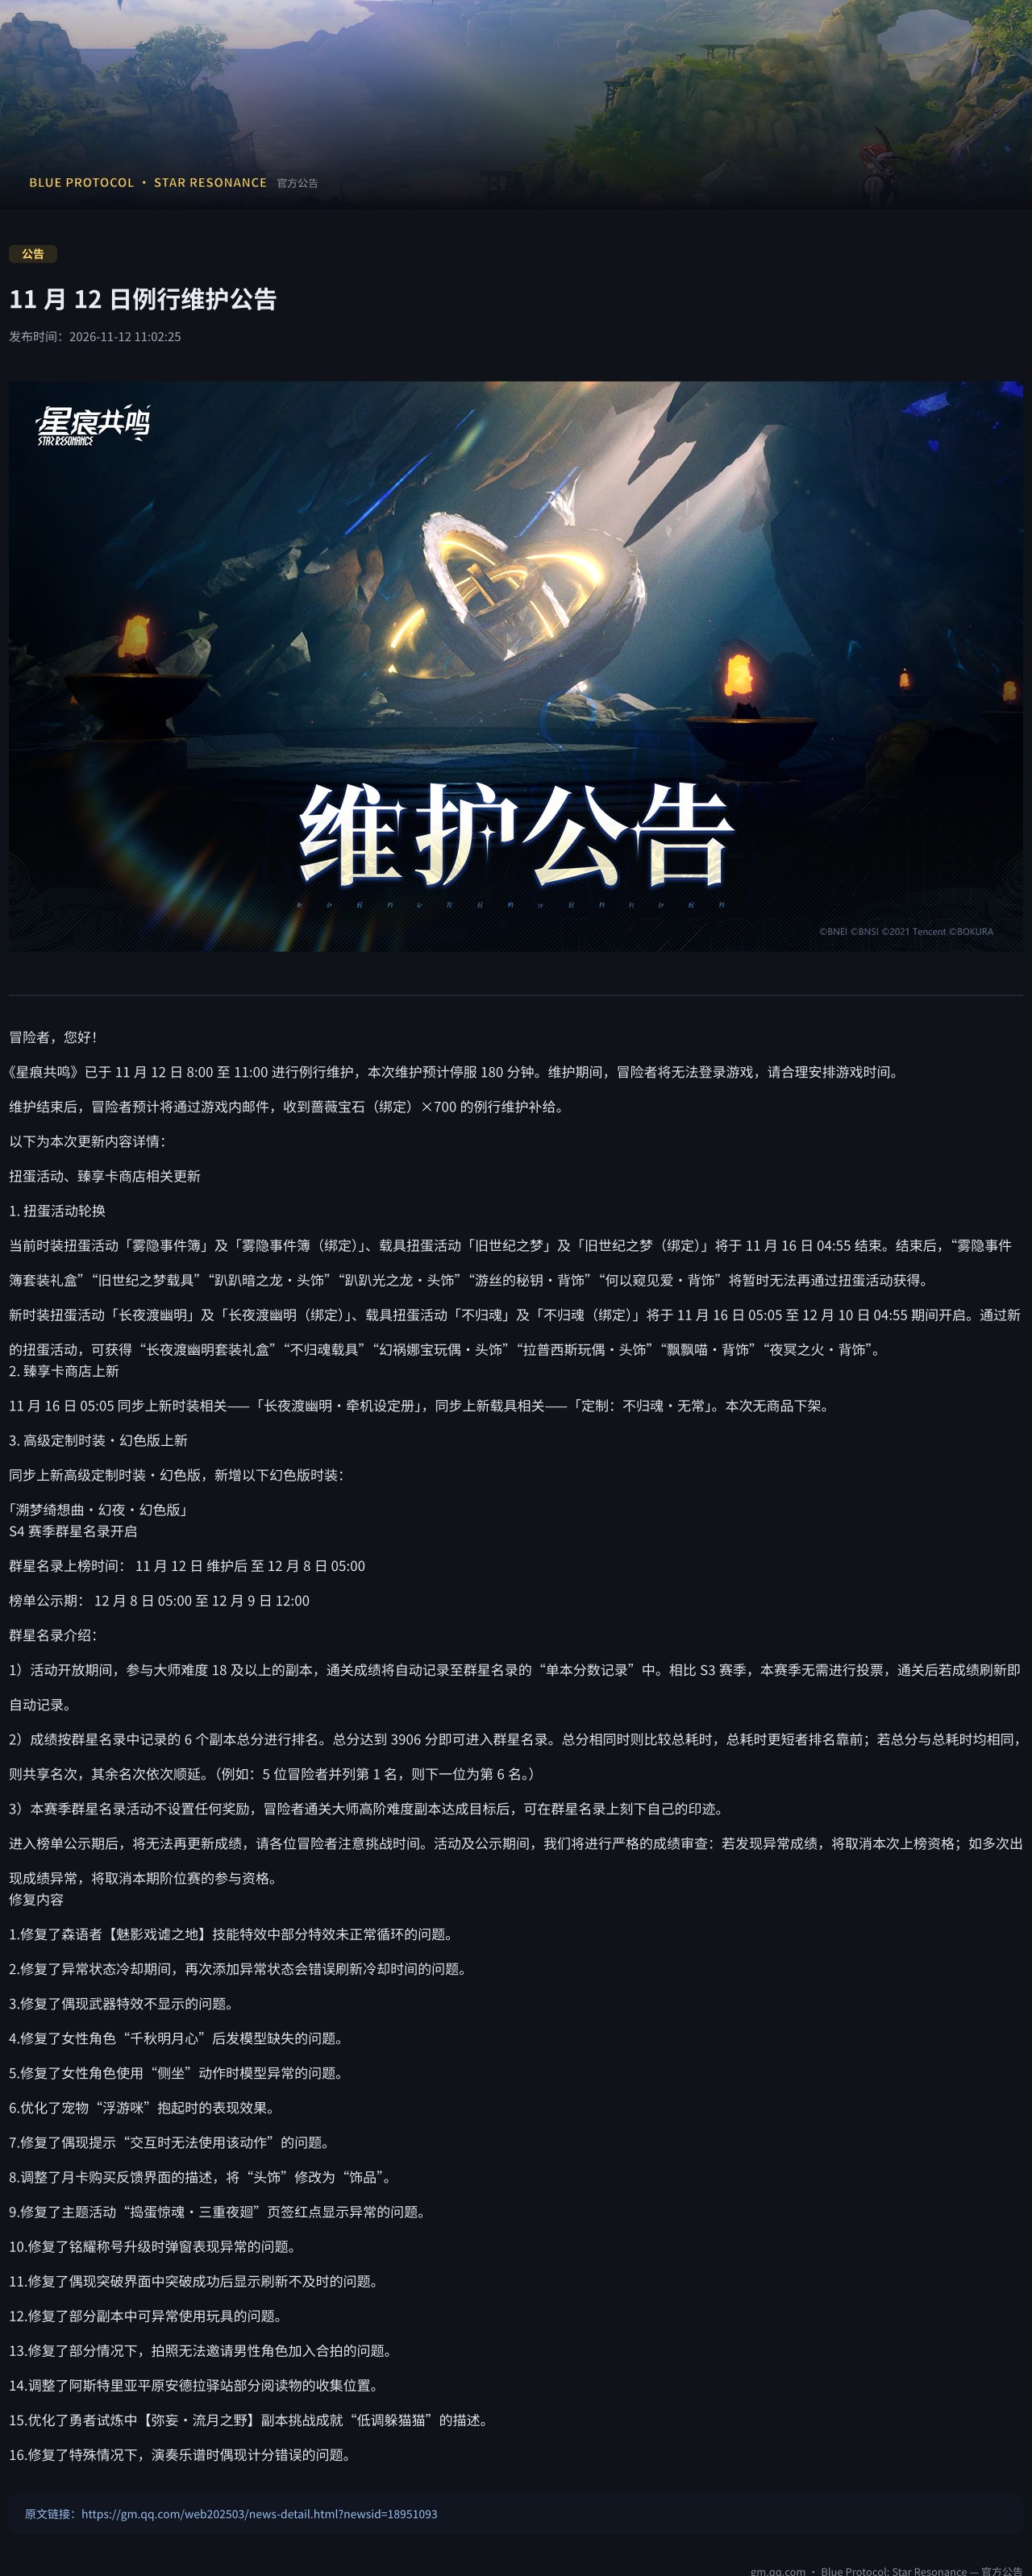 BLUE PROTOCOL · STAR RESONANCE 官方公告
公告
11 月 12 日例行维护公告
发布时间：2026-11-12 11:02:25
星痕共鸣
STAR RESONANCE
维护公告
©BNEI ©BNSI ©2021 Tencent ©BOKURA
冒险者，您好！
《星痕共鸣》已于 11 月 12 日 8:00 至 11:00 进行例行维护，本次维护预计停服 180 分钟。维护期间，冒险者将无法登录游戏，请合理安排游戏时间。
维护结束后，冒险者预计将通过游戏内邮件，收到蔷薇宝石（绑定）×700 的例行维护补给。
以下为本次更新内容详情：
扭蛋活动、臻享卡商店相关更新
1. 扭蛋活动轮换
当前时装扭蛋活动「雾隐事件簿」及「雾隐事件簿（绑定）」、载具扭蛋活动「旧世纪之梦」及「旧世纪之梦（绑定）」将于 11 月 16 日 04:55 结束。结束后，“雾隐事件
簿套装礼盒”“旧世纪之梦载具”“趴趴暗之龙・头饰”“趴趴光之龙・头饰”“游丝的秘钥・背饰”“何以窥见爱・背饰”将暂时无法再通过扭蛋活动获得。
新时装扭蛋活动「长夜渡幽明」及「长夜渡幽明（绑定）」、载具扭蛋活动「不归魂」及「不归魂（绑定）」将于 11 月 16 日 05:05 至 12 月 10 日 04:55 期间开启。通过新
的扭蛋活动，可获得“长夜渡幽明套装礼盒”“不归魂载具”“幻祸娜宝玩偶・头饰”“拉普西斯玩偶・头饰”“飘飘喵・背饰”“夜冥之火・背饰”。
2. 臻享卡商店上新
11 月 16 日 05:05 同步上新时装相关——「长夜渡幽明・牵机设定册」，同步上新载具相关——「定制：不归魂・无常」。本次无商品下架。
3. 高级定制时装・幻色版上新
同步上新高级定制时装・幻色版，新增以下幻色版时装：
「溯梦绮想曲・幻夜・幻色版」
S4 赛季群星名录开启
群星名录上榜时间： 11 月 12 日 维护后 至 12 月 8 日 05:00
榜单公示期： 12 月 8 日 05:00 至 12 月 9 日 12:00
群星名录介绍：
1）活动开放期间，参与大师难度 18 及以上的副本，通关成绩将自动记录至群星名录的“单本分数记录”中。相比 S3 赛季，本赛季无需进行投票，通关后若成绩刷新即
自动记录。
2）成绩按群星名录中记录的 6 个副本总分进行排名。总分达到 3906 分即可进入群星名录。总分相同时则比较总耗时，总耗时更短者排名靠前；若总分与总耗时均相同，
则共享名次，其余名次依次顺延。（例如：5 位冒险者并列第 1 名，则下一位为第 6 名。）
3）本赛季群星名录活动不设置任何奖励，冒险者通关大师高阶难度副本达成目标后，可在群星名录上刻下自己的印迹。
进入榜单公示期后，将无法再更新成绩，请各位冒险者注意挑战时间。活动及公示期间，我们将进行严格的成绩审查：若发现异常成绩，将取消本次上榜资格；如多次出
现成绩异常，将取消本期阶位赛的参与资格。
修复内容
1.修复了森语者【魅影戏谑之地】技能特效中部分特效未正常循环的问题。
2.修复了异常状态冷却期间，再次添加异常状态会错误刷新冷却时间的问题。
3.修复了偶现武器特效不显示的问题。
4.修复了女性角色“千秋明月心”后发模型缺失的问题。
5.修复了女性角色使用“侧坐”动作时模型异常的问题。
6.优化了宠物“浮游咪”抱起时的表现效果。
7.修复了偶现提示“交互时无法使用该动作”的问题。
8.调整了月卡购买反馈界面的描述，将“头饰”修改为“饰品”。
9.修复了主题活动“捣蛋惊魂・三重夜廻”页签红点显示异常的问题。
10.修复了铭耀称号升级时弹窗表现异常的问题。
11.修复了偶现突破界面中突破成功后显示刷新不及时的问题。
12.修复了部分副本中可异常使用玩具的问题。
13.修复了部分情况下，拍照无法邀请男性角色加入合拍的问题。
14.调整了阿斯特里亚平原安德拉驿站部分阅读物的收集位置。
15.优化了勇者试炼中【弥妄・流月之野】副本挑战成就“低调躲猫猫”的描述。
16.修复了特殊情况下，演奏乐谱时偶现计分错误的问题。
原文链接：https://gm.qq.com/web202503/news-detail.html?newsid=18951093
gm.qq.com · Blue Protocol: Star Resonance — 官方公告